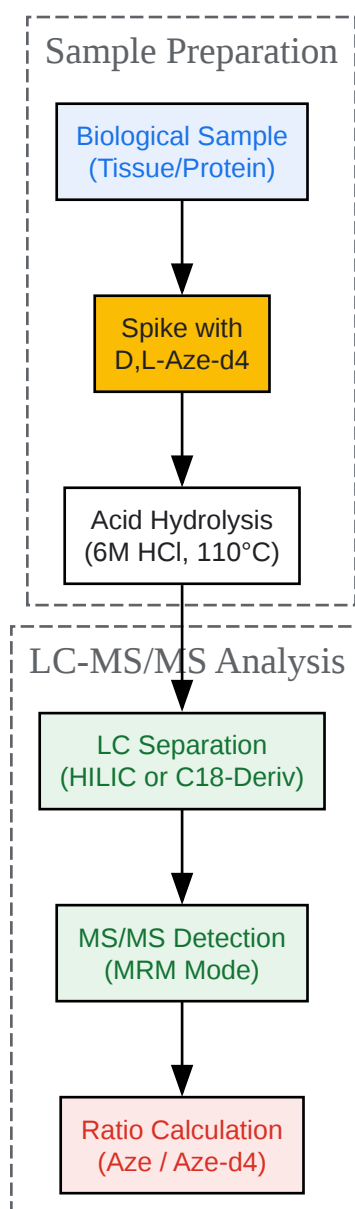 Sample Preparation
Biological Sample
(Tissue/Protein)
Spike with
D,L-Aze-d4
Acid Hydrolysis
(6M HCl, 110°C)
LC-MS/MS Analysis
LC Separation
(HILIC or C18-Deriv)
MS/MS Detection
(MRM Mode)
Ratio Calculation
(Aze / Aze-d4)